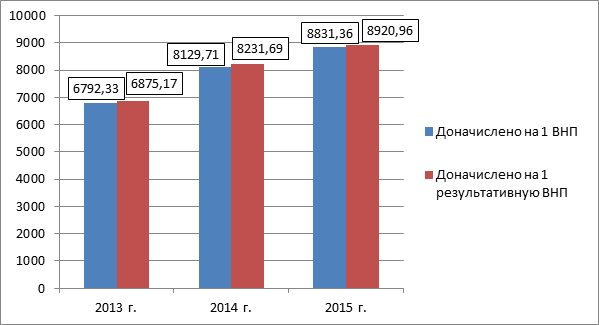 10000
9000
8000
7000
6000
5000
4000
3000
2000
1000
0
6792,33
6875,17
8129,71
8231,69
8831,36
8920,96
2013 г.
2014 г.
2015 г.
Доначислено на 1 ВНП
Доначислено на 1
результативную ВНП